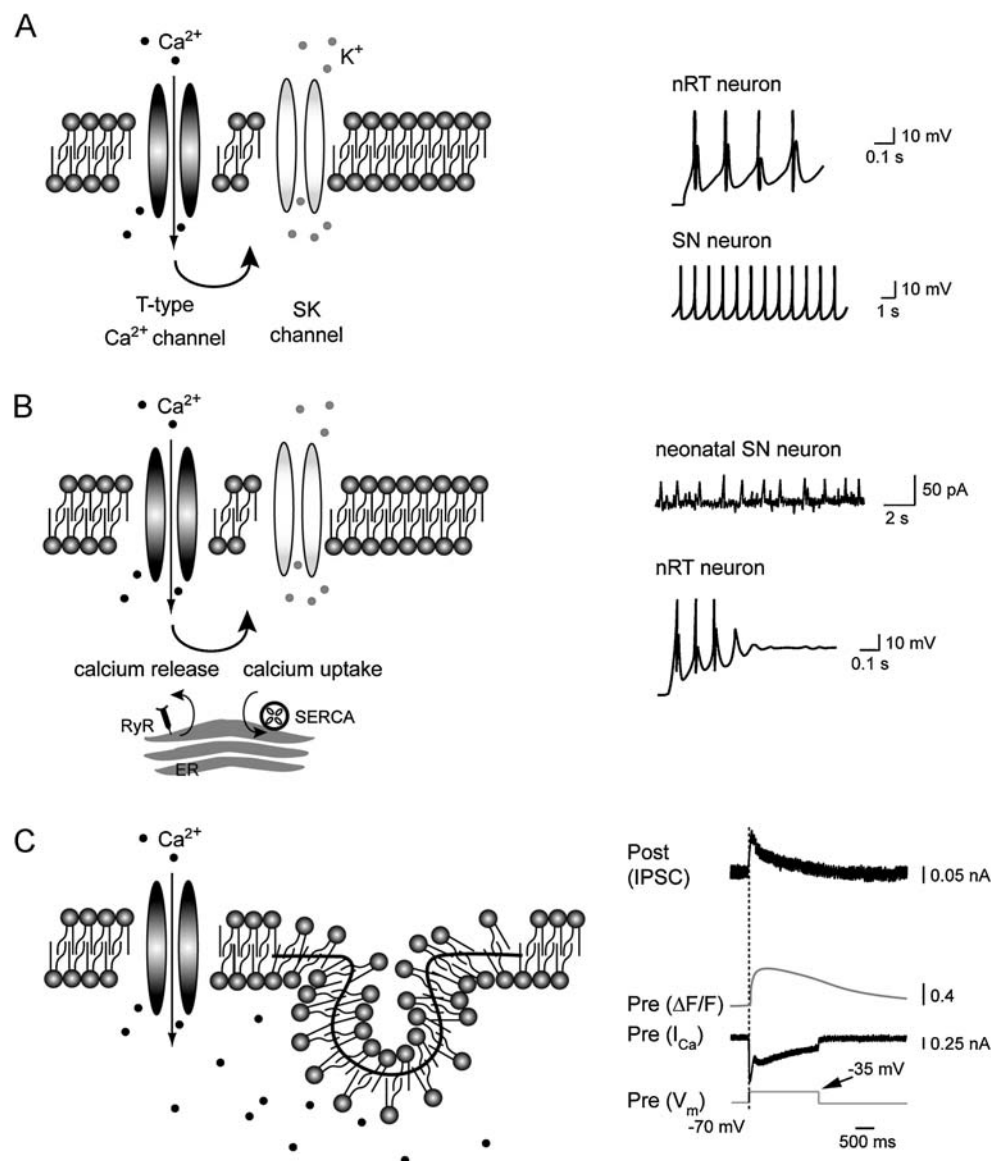 A
Ca²⁺
K⁺
T-type
Ca²⁺ channel
SK
channel
nRT neuron
10 mV
0.1 s
SN neuron
10 mV
1 s
B
Ca²⁺
calcium release
calcium uptake
RyR
SERCA
ER
neonatal SN neuron
50 pA
2 s
nRT neuron
10 mV
0.1 s
C
Ca²⁺
Post
(IPSC)
0.05 nA
Pre (ΔF/F)
0.4
Pre (I_Ca)
0.25 nA
-35 mV
Pre (V_m)
-70 mV
500 ms